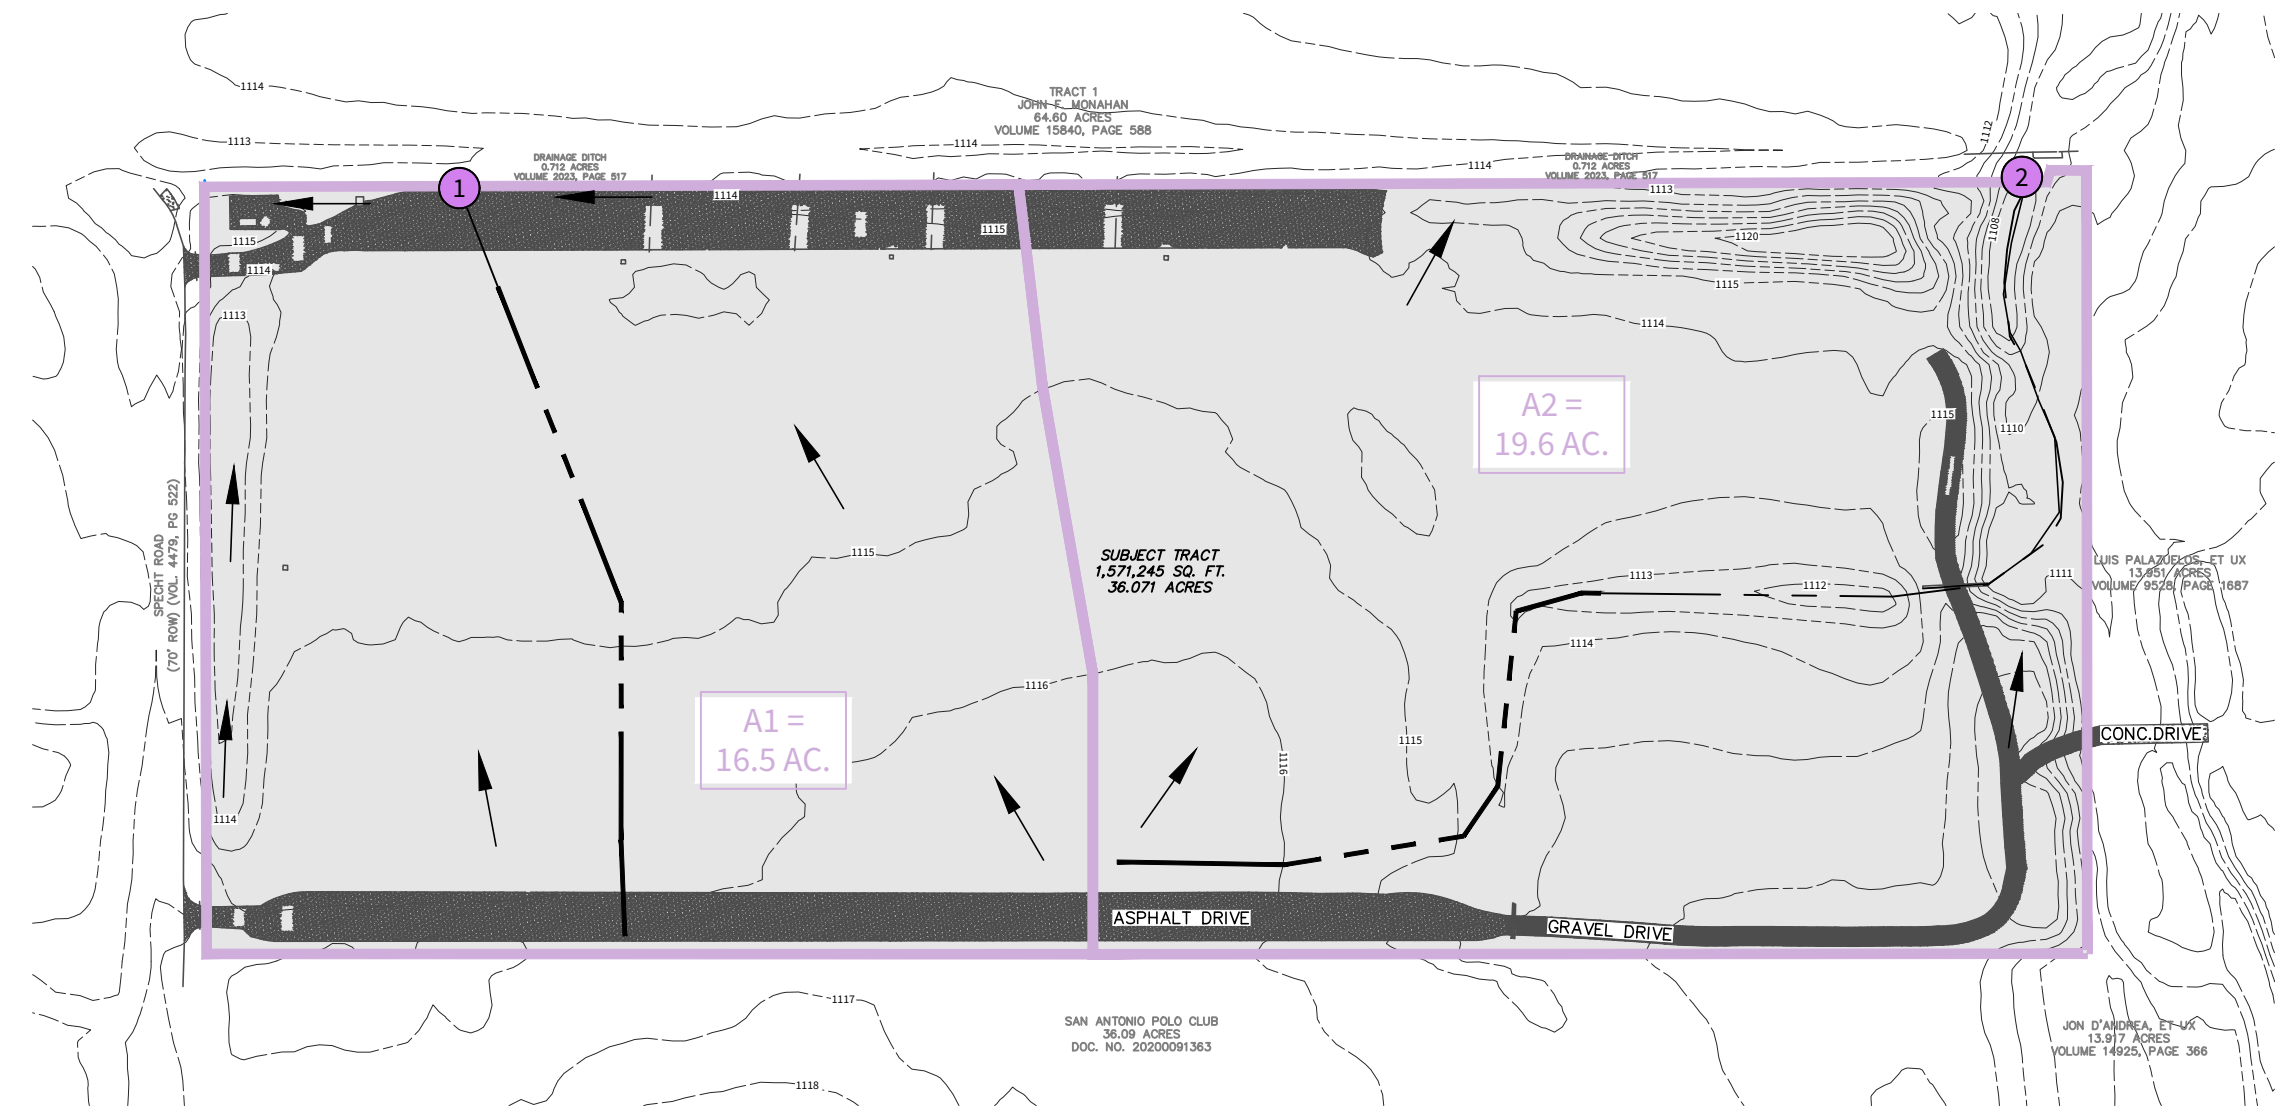 1114
TRACT 1
JOHN F. MONAHAN
64.60 ACRES
VOLUME 15840, PAGE 588
1112
1113
1114
1114
DRAINAGE DITCH
0.712 ACRES
VOLUME 2023, PAGE 517
DRAINAGE DITCH
0.712 ACRES
VOLUME 2023, PAGE 517
1
2
1113
1114
1115
1115
1120
1108
1114
1115
1113
1114
A2 =
19.6 AC.
1115
1110
SPECHT ROAD
(70' ROW) (VOL. 4479, PG 522)
1115
SUBJECT TRACT
1,571,245 SQ. FT.
36.071 ACRES
1113
1112
1111
LUIS PALAZUELOS, ET UX
13.951 ACRES
VOLUME 9528, PAGE 1687
1114
1116
A1 =
16.5 AC.
1115
1116
CONC.DRIVE
1114
ASPHALT DRIVE
GRAVEL DRIVE
1117
SAN ANTONIO POLO CLUB
36.09 ACRES
DOC. NO. 20200091363
JON D'ANDREA, ET UX
13.917 ACRES
VOLUME 14925, PAGE 366
1118